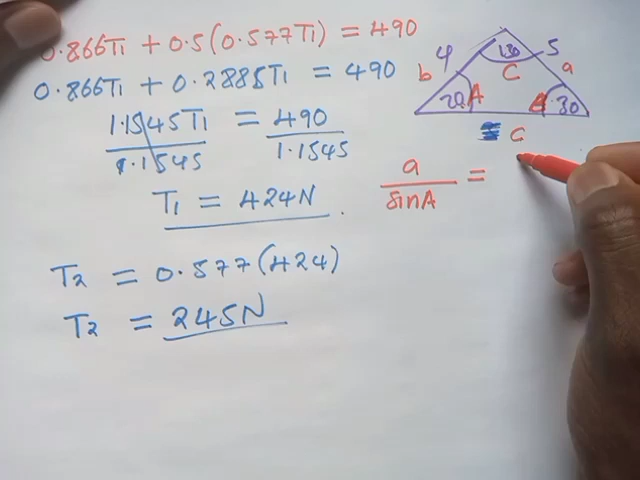 0.866T₁ + 0.5(0.577T₁) = 490
0.866T₁ + 0.2885T₁ = 490
1.1545T₁ = 490
1.1545 1.1545
T₁ = 424N
T₂ = 0.577(424)
T₂ = 245N
4 130 5
b C a
20 A 30
C
a =
sinA